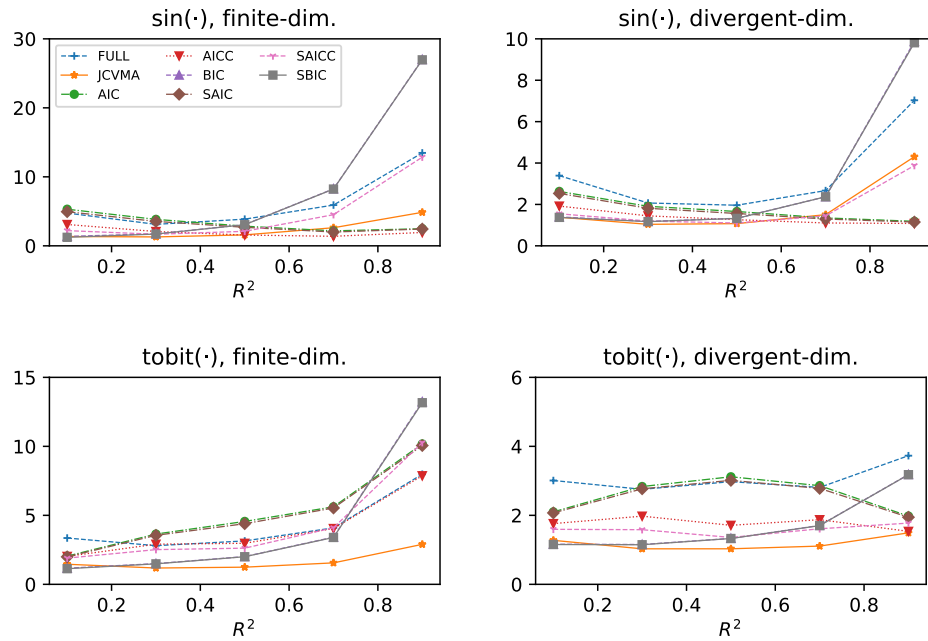 sin(·), finite-dim.
30
20
10
0
FULL
JCVMA
AIC
AICC
BIC
SAIC
SAICC
SBIC
0.2 0.4 0.6 0.8
R²
sin(·), divergent-dim.
10
8
6
4
2
0
0.2 0.4 0.6 0.8
R²
tobit(·), finite-dim.
15
10
5
0
0.2 0.4 0.6 0.8
R²
tobit(·), divergent-dim.
6
4
2
0
0.2 0.4 0.6 0.8
R²